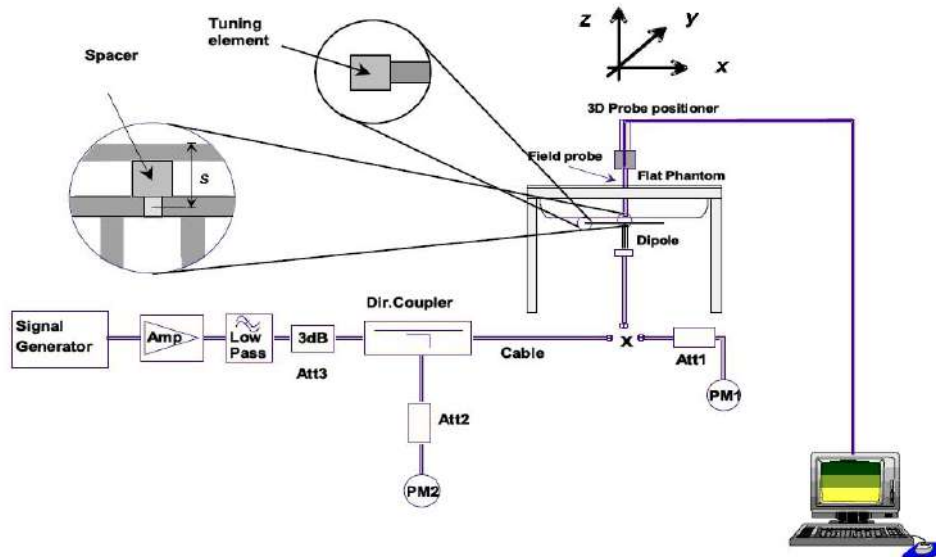 Tuning
element
Spacer
s
z
y
x
3D Probe positioner
Field probe
Flat Phantom
Dipole
Dir.Coupler
Signal
Generator
Amp
Low
Pass
3dB
Att3
Cable
x
Att1
PM1
Att2
PM2